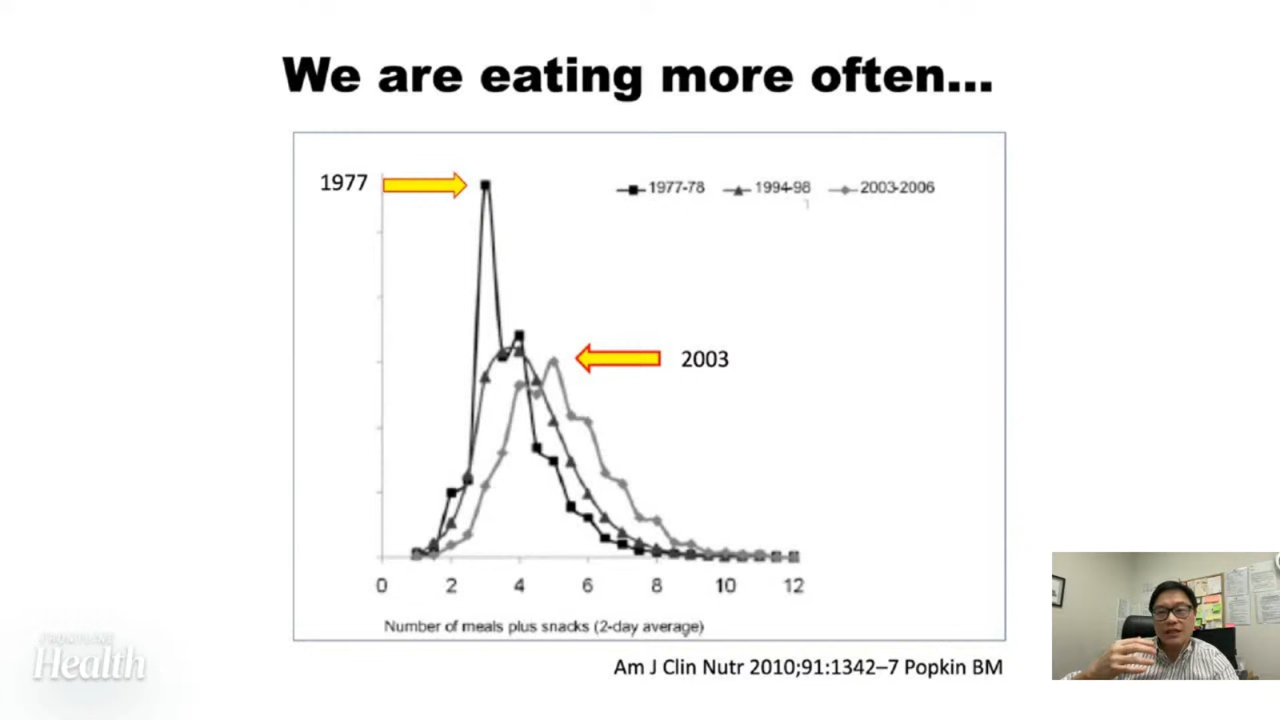 We are eating more often...
1977
1977-78 1994-98 2003-2006
2003
0 2 4 6 8 10 12
Number of meals plus snacks (2-day average)
Am J Clin Nutr 2010;91:1342–7 Popkin BM
FRONTLINE
Health